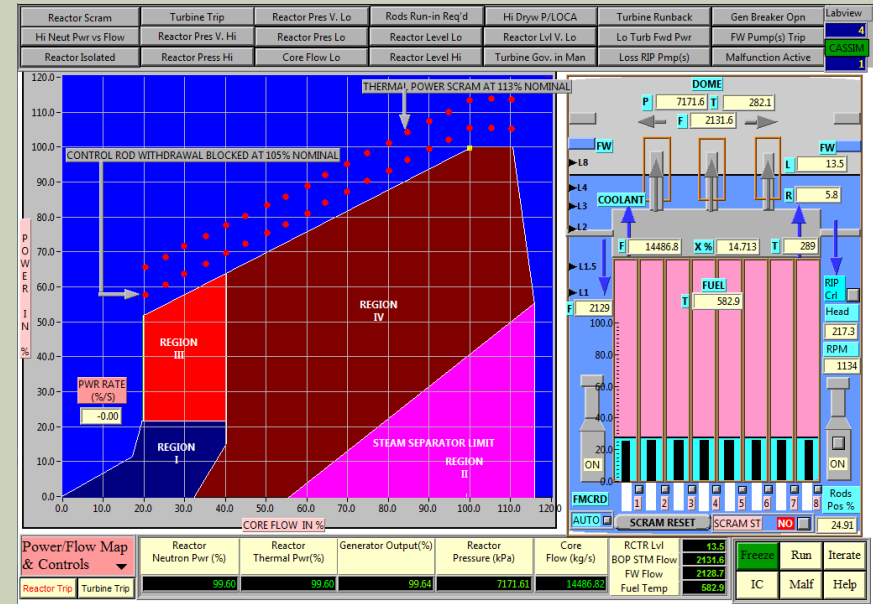 Reactor Scram
Turbine Trip
Reactor Pres V. Lo
Rods Run-in Req'd
Hi Dryw P/LOCA
Turbine Runback
Gen Breaker Opn
Labview
4
Hi Neut Pwr vs Flow
Reactor Pres V. Hi
Reactor Pres Lo
Reactor Level Lo
Reactor Lvl V. Lo
Lo Turb Fwd Pwr
FW Pump(s) Trip
CASSIM
1
Reactor Isolated
Reactor Press Hi
Core Flow Lo
Reactor Level Hi
Turbine Gov. in Man
Loss RIP Pmp(s)
Malfunction Active
120.0
110.0
100.0
90.0
80.0
70.0
60.0
50.0
40.0
30.0
20.0
10.0
0.0
POWER IN %
THERMAL POWER SCRAM AT 113% NOMINAL
CONTROL ROD WITHDRAWAL BLOCKED AT 105% NOMINAL
REGION
IV
REGION
III
PWR RATE
(%/S)
-0.00
REGION
I
STEAM SEPARATOR LIMIT
REGION
II
0.0 10.0 20.0 30.0 40.0 50.0 60.0 70.0 80.0 90.0 100.0 110.0 120.0
CORE FLOW IN %
DOME
P 7171.6 T 282.1
F 2131.6
FW
FW
L8
L 13.5
L4
R 5.8
L3
COOLANT
L2
F 14486.8 X% 14.713 T 289
L1.5
L1
FUEL
T 582.9
F 2129
RIP
Crl
Head
217.3
RPM
1134
100.0
80.0
60.0
40.0
20.0
0.0
ON
ON
FMCRD
1 2 3 4 5 6 7 8
Rods
Pos %
AUTO
SCRAM RESET
SCRAM ST
NO
24.91
Power/Flow Map
& Controls
Reactor Trip
Turbine Trip
Reactor
Neutron Pwr (%)
99.60
Reactor
Thermal Pwr(%)
99.60
Generator Output(%)
99.64
Reactor
Pressure (kPa)
7171.61
Core
Flow (kg/s)
14486.82
RCTR Lvl 13.5
BOP STM Flow 2131.6
FW Flow 2128.7
Fuel Temp 582.9
Freeze
Run
Iterate
IC
Malf
Help